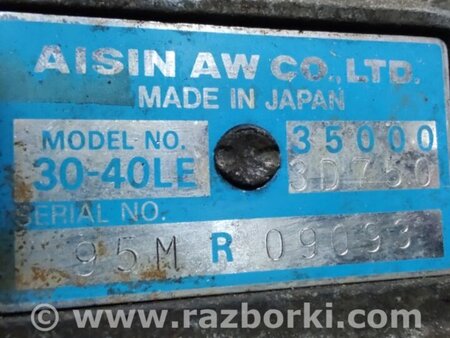 AISIN AW CO., LTD.
MADE IN JAPAN
MODEL NO. 35000
30-40LE 3D750
SERIAL NO.
95M R 09093
www.razborki.com